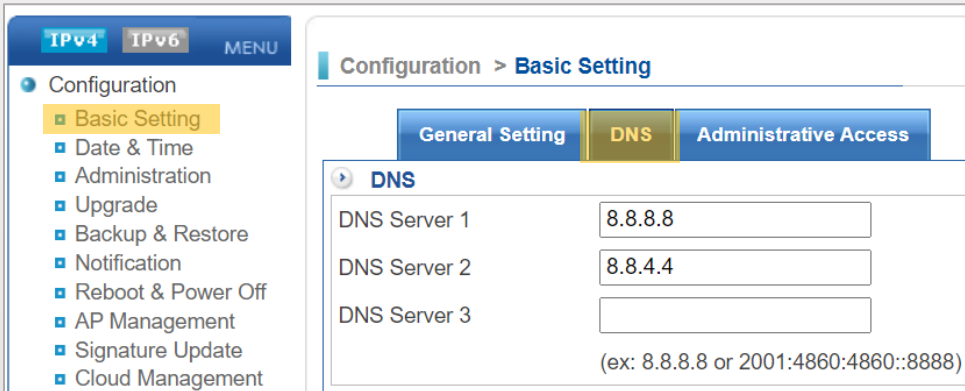 IPv4 IPv6 MENU
Configuration
Basic Setting
Date & Time
Administration
Upgrade
Backup & Restore
Notification
Reboot & Power Off
AP Management
Signature Update
Cloud Management
Configuration > Basic Setting
General Setting DNS Administrative Access
DNS
DNS Server 1 8.8.8.8
DNS Server 2 8.8.4.4
DNS Server 3
(ex: 8.8.8.8 or 2001:4860:4860::8888)